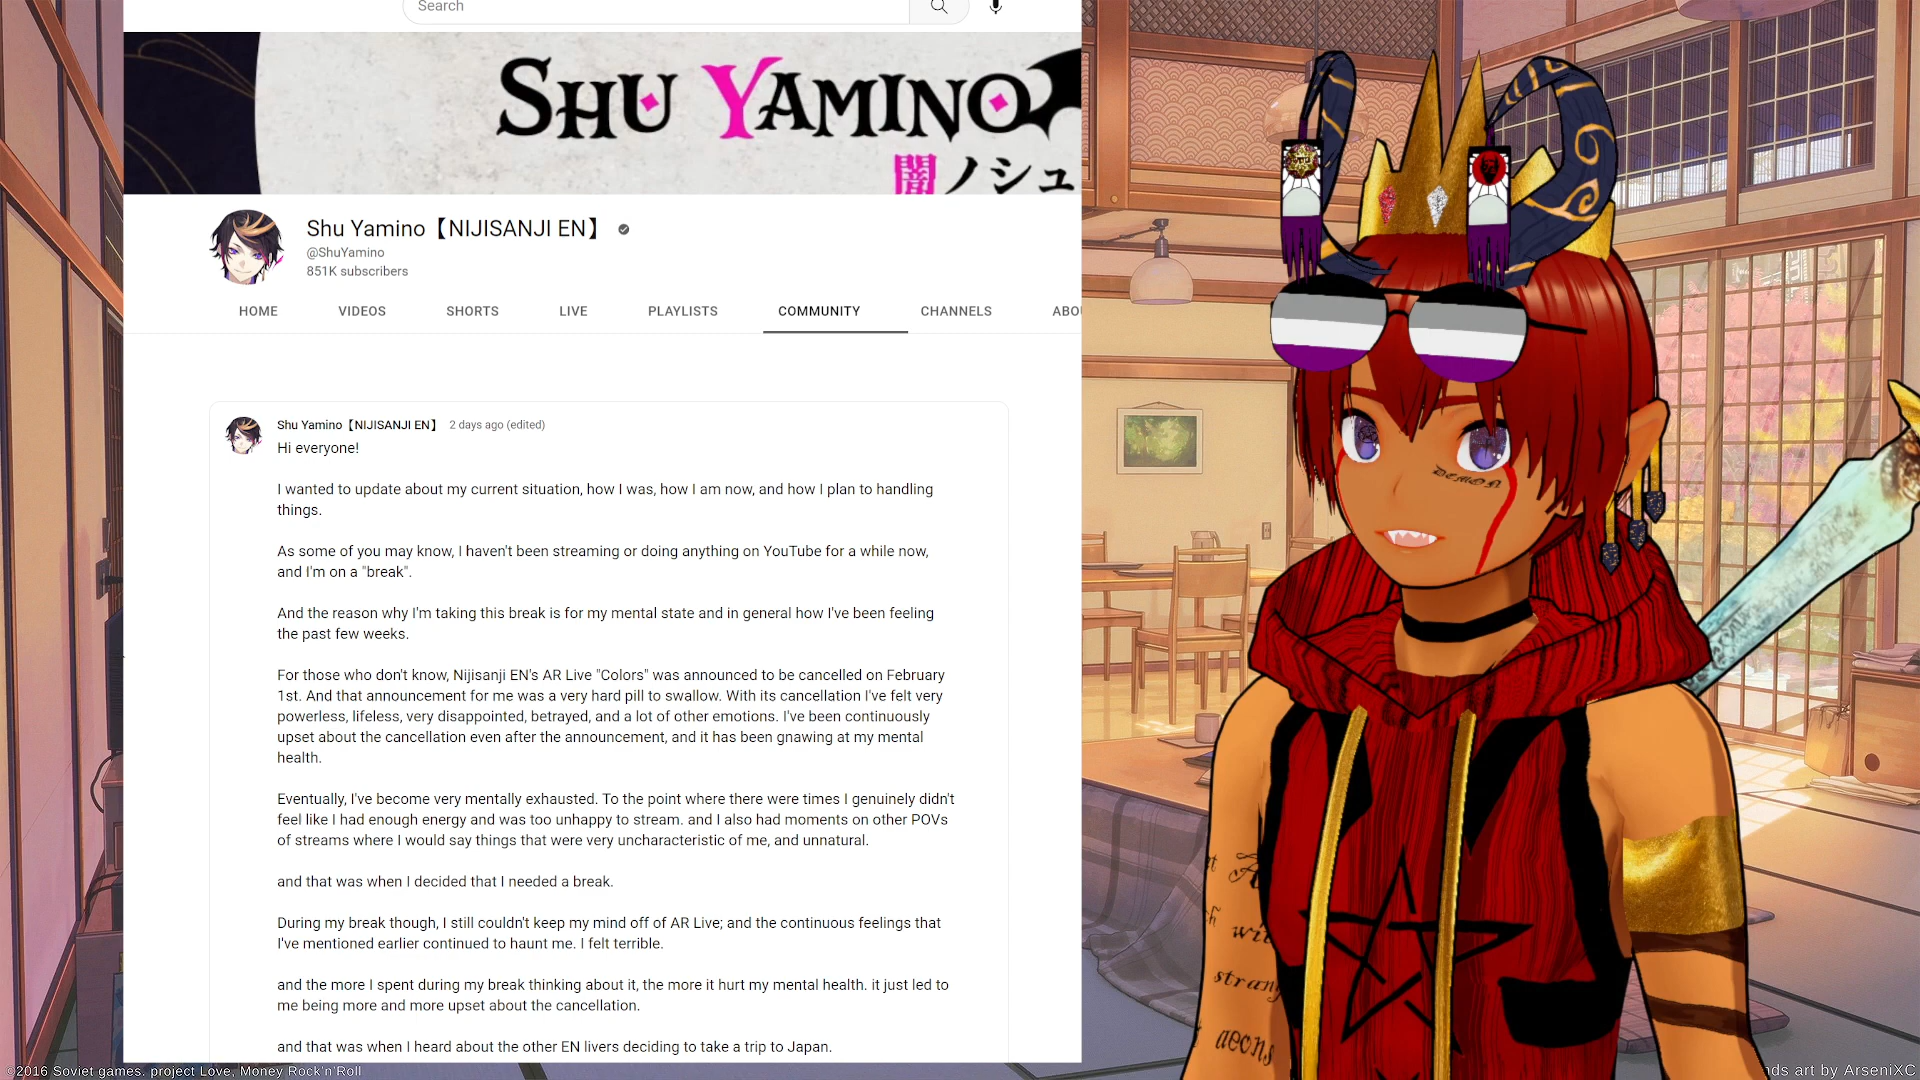 Search
SHU YAMINO
闇ノシュ
Shu Yamino【NIJISANJI EN】
@ShuYamino
851K subscribers
HOME VIDEOS SHORTS LIVE PLAYLISTS COMMUNITY CHANNELS ABO
Shu Yamino【NIJISANJI EN】 2 days ago (edited)
Hi everyone!
I wanted to update about my current situation, how I was, how I am now, and how I plan to handling
things.
As some of you may know, I haven't been streaming or doing anything on YouTube for a while now,
and I'm on a "break".
And the reason why I'm taking this break is for my mental state and in general how I've been feeling
the past few weeks.
For those who don't know, Nijisanji EN's AR Live "Colors" was announced to be cancelled on February
1st. And that announcement for me was a very hard pill to swallow. With its cancellation I've felt very
powerless, lifeless, very disappointed, betrayed, and a lot of other emotions. I've been continuously
upset about the cancellation even after the announcement, and it has been gnawing at my mental
health.
Eventually, I've become very mentally exhausted. To the point where there were times I genuinely didn't
feel like I had enough energy and was too unhappy to stream. and I also had moments on other POVs
of streams where I would say things that were very uncharacteristic of me, and unnatural.
and that was when I decided that I needed a break.
During my break though, I still couldn't keep my mind off of AR Live; and the continuous feelings that
I've mentioned earlier continued to haunt me. I felt terrible.
and the more I spent during my break thinking about it, the more it hurt my mental health. it just led to
me being more and more upset about the cancellation.
and that was when I heard about the other EN livers deciding to take a trip to Japan.
DEMON
wit
strang
aeons
©2016 Soviet games. project Love, Money Rock'n'Roll
nds art by ArseniXC